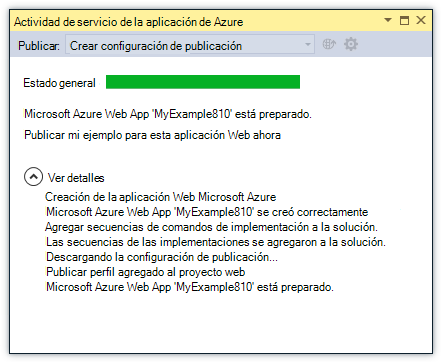 Actividad de servicio de la aplicación de Azure
Publicar: Crear configuración de publicación
Estado general
Microsoft Azure Web App 'MyExample810' está preparado.
Publicar mi ejemplo para esta aplicación Web ahora
Ver detalles
Creación de la aplicación Web Microsoft Azure
Microsoft Azure Web App 'MyExample810' se creó correctamente
Agregar secuencias de comandos de implementación a la solución.
Las secuencias de las implementaciones se agregaron a la solución.
Descargando la configuración de publicación...
Publicar perfil agregado al proyecto web
Microsoft Azure Web App 'MyExample810' está preparado.